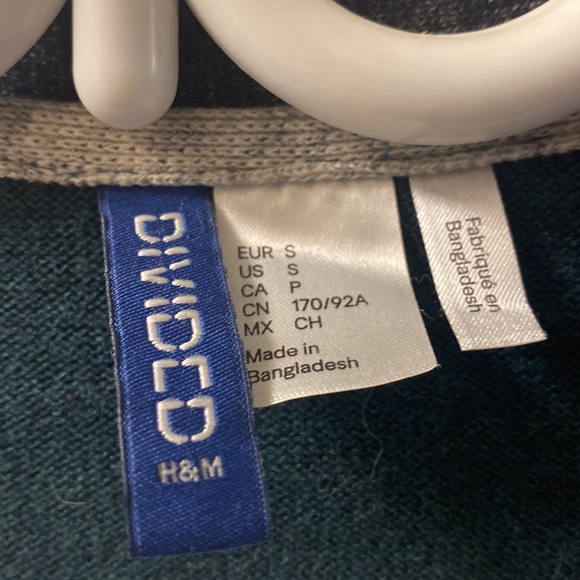 DIVIDED
H&M
EUR S
US S
CA P
CN 170/92A
MX CH
Made in
Bangladesh
Fabriqué en
Bangladesh